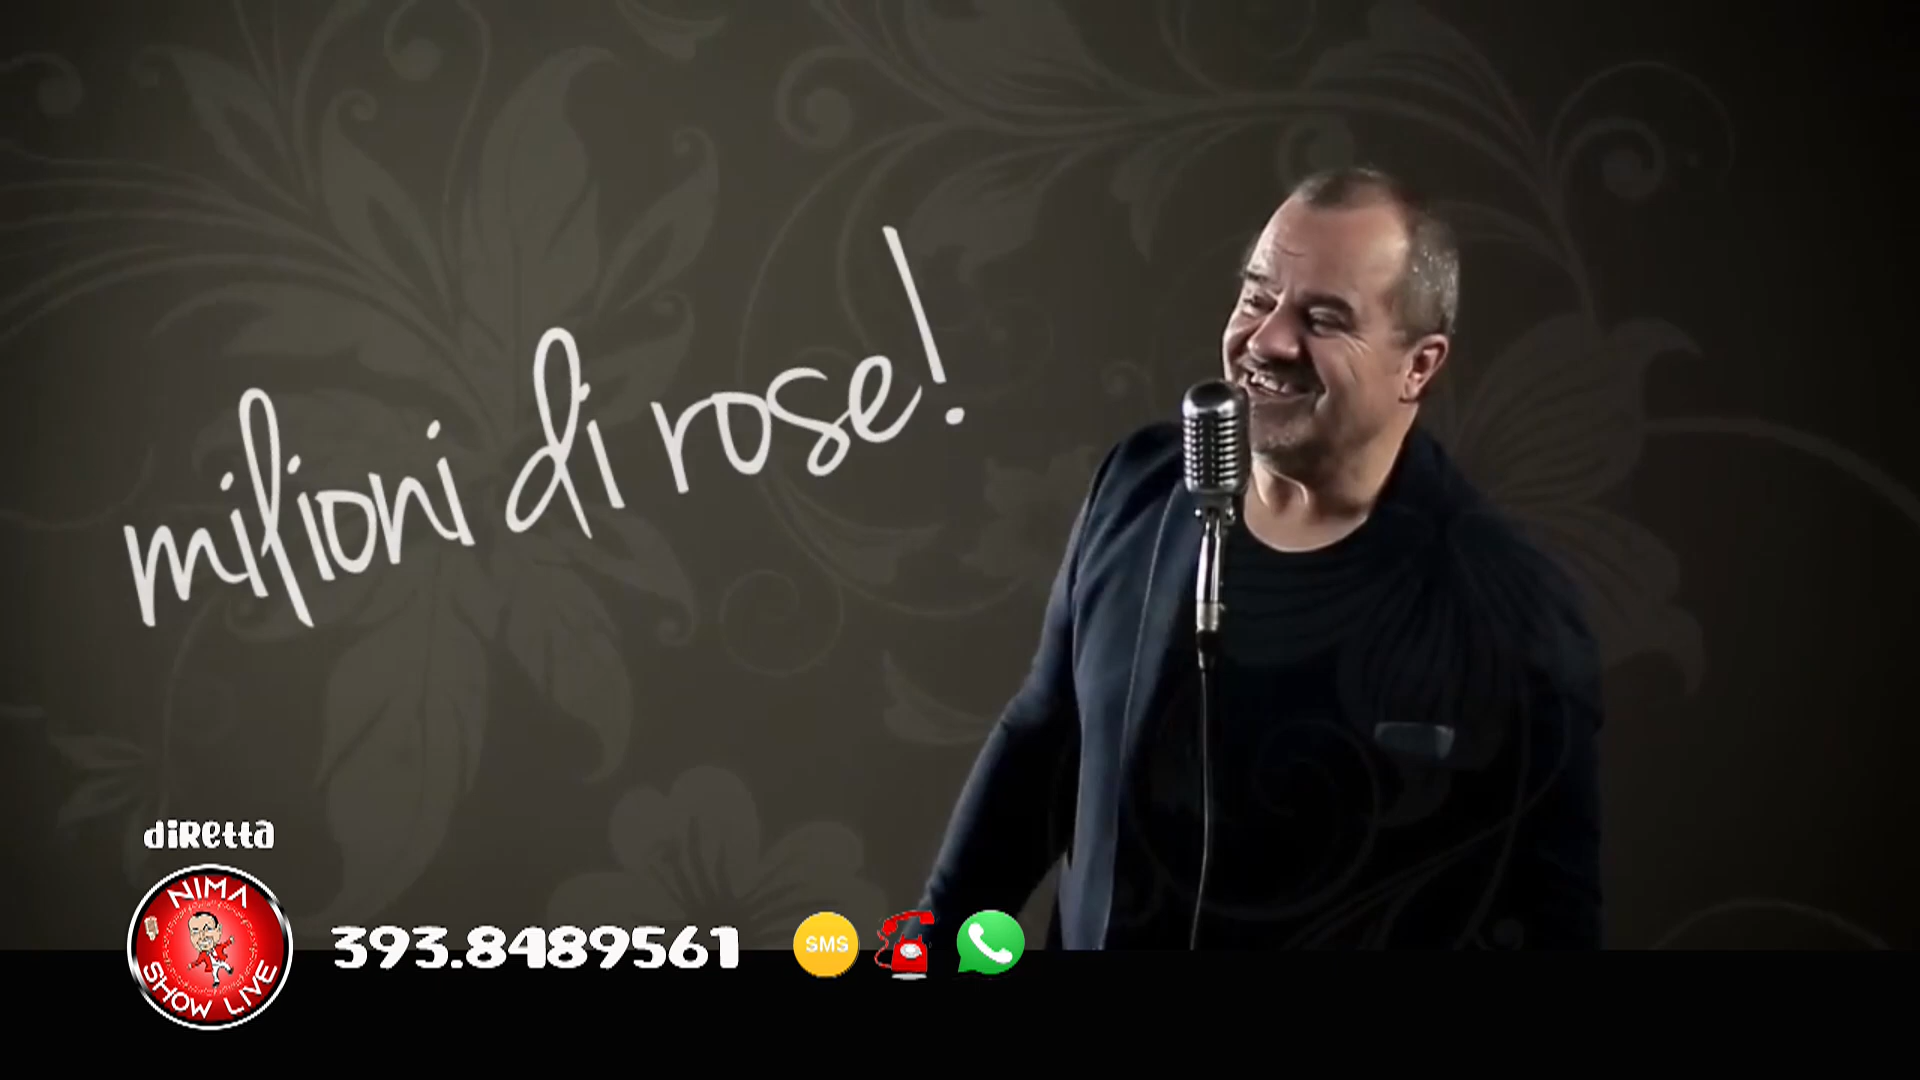 milioni di rose!
diretta
NIMA
SHOW LIVE
393.8489561
SMS